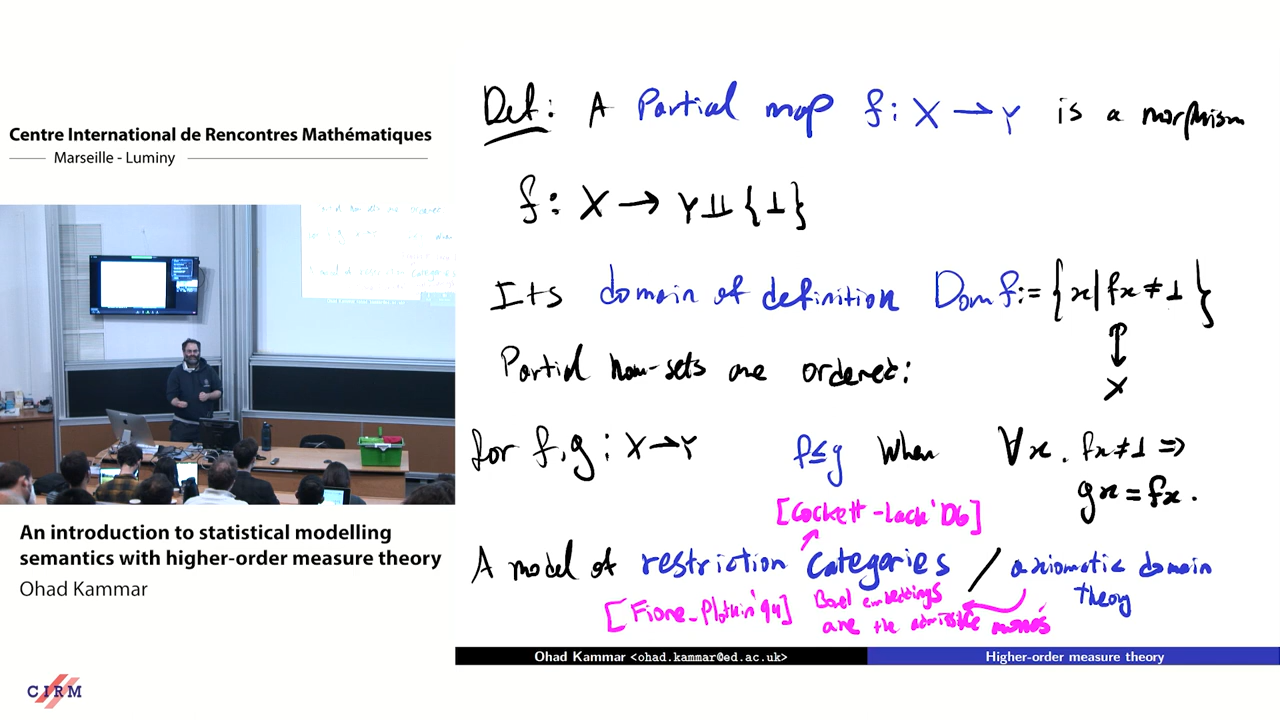 Centre International de Rencontres Mathématiques
Marseille - Luminy
An introduction to statistical modelling
semantics with higher-order measure theory
Ohad Kammar
CIRM
Def: A Partial map f: X ⇀ Y is a morphism
f: X → Y ⨿ {⊥}
Its domain of definition Dom f := {x | fx ≠ ⊥}
X
Partial hom-sets are ordered:
for f, g : X ⇀ Y f ≤ g when ∀x. fx ≠ ⊥ ⇒
gx = fx.
[Cockett-Lack '06]
A model of restriction categories / axiomatic domain
theory
[Fiore-Plotkin '94] Borel embeddings
are the admissible monos
Ohad Kammar <ohad.kammar@ed.ac.uk> Higher-order measure theory